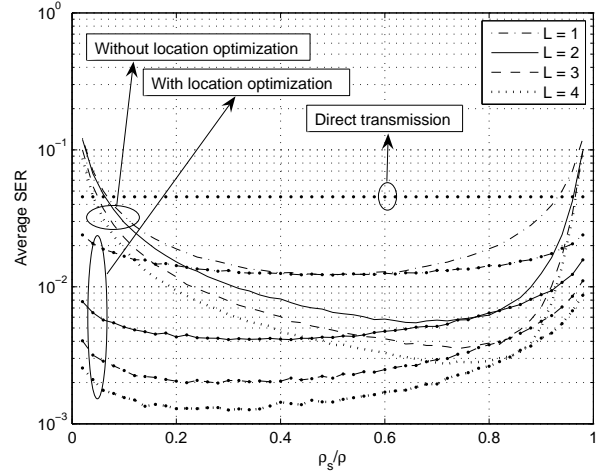 10^0
Without location optimization
With location optimization
Direct transmission
L = 1
L = 2
L = 3
L = 4
10^-1
10^-2
10^-3
Average SER
0
0.2
0.4
0.6
0.8
1
ρ_s/ρ